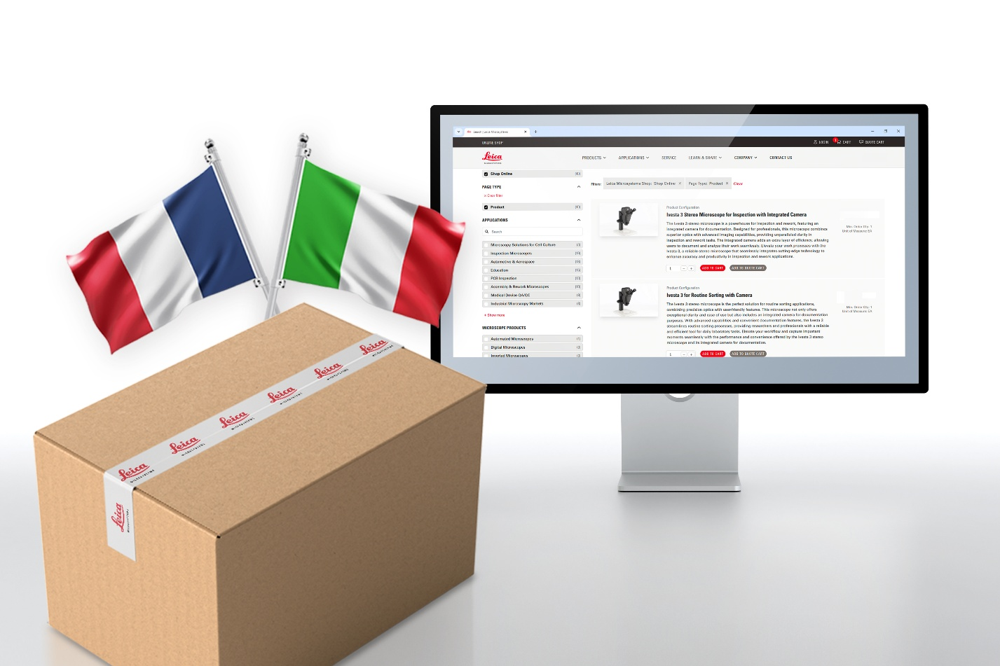 Search | Leica Microsystems
ONLINE SHOP
LOGIN
1
CART
QUOTE CART
Leica
MICROSYSTEMS
PRODUCTS
APPLICATIONS
SERVICE
LEARN & SHARE
COMPANY
CONTACT US
Shop Online
PAGE TYPE
× Clear filter
Product
APPLICATIONS
Search
Microscopy Solutions for Cell Culture
Inspection Microscopes
Automotive & Aerospace
Education
PCB Inspection
Assembly & Rework Microscopes
Medical Device QA/QC
Industrial Microscopy Markets
+ Show more
MICROSCOPE PRODUCTS
Automated Microscopes
Digital Microscopes
Inverted Microscopes
Filters: Leica Microsystems Shop: Shop Online × Page Type: Product × Clear
Product Configuration
Ivesta 3 Stereo Microscope for Inspection with Integrated Camera
The Ivesta 3 stereo microscope is a powerhouse for inspection and rework, featuring an
integrated camera for documentation. Designed for professionals, this microscope combines
superior optics with advanced imaging capabilities, providing unparalleled clarity in
inspection and rework tasks. The integrated camera adds an extra layer of efficiency, allowing
users to document and analyze their work seamlessly. Elevate your work processes with the
Ivesta 3, a reliable stereo microscope that seamlessly integrates cutting-edge technology to
enhance accuracy and productivity in inspection and rework applications.
Min. Order Qty: 1
Unit of Measure: EA
1 − + ADD TO CART ADD TO QUOTE CART
Product Configuration
Ivesta 3 for Routine Sorting with Camera
The Ivesta 3 stereo microscope is the perfect solution for routine sorting applications,
combining precision optics with user-friendly features. This microscope not only offers
exceptional clarity and ease of use but also includes an integrated camera for documentation
purposes. With advanced capabilities and convenient documentation features, the Ivesta 3
streamlines routine sorting processes, providing researchers and professionals with a reliable
and efficient tool for daily laboratory tasks. Elevate your workflow and capture important
moments seamlessly with the performance and convenience offered by the Ivesta 3 stereo
microscope and its integrated camera for documentation.
Min. Order Qty: 1
Unit of Measure: EA
1 − + ADD TO CART ADD TO QUOTE CART
Leica
MICROSYSTEMS
Leica
MICROSYSTEMS
Leica
MICROSYSTEMS
Leica
MICROSYSTEMS
Leica
MICROSYSTEMS
Leica
MICROSYSTEMS
Leica
MICROSYSTEMS